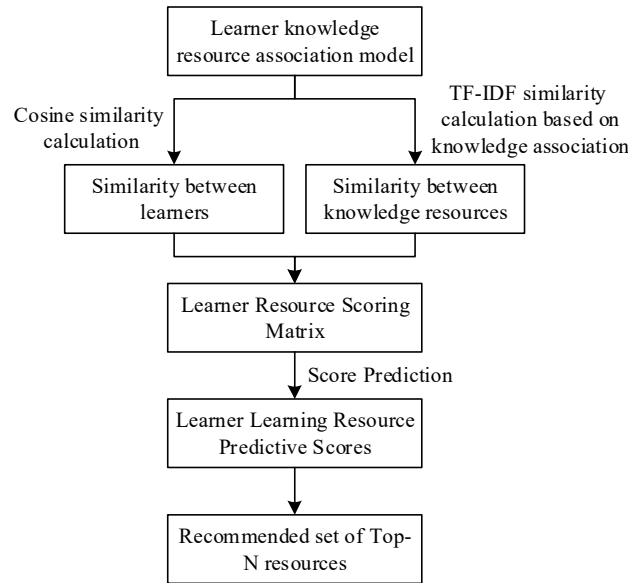 Learner knowledge
resource association model
Cosine similarity
calculation
TF-IDF similarity
calculation based on
knowledge association
Similarity between
learners
Similarity between
knowledge resources
Learner Resource Scoring
Matrix
Score Prediction
Learner Learning Resource
Predictive Scores
Recommended set of Top-
N resources